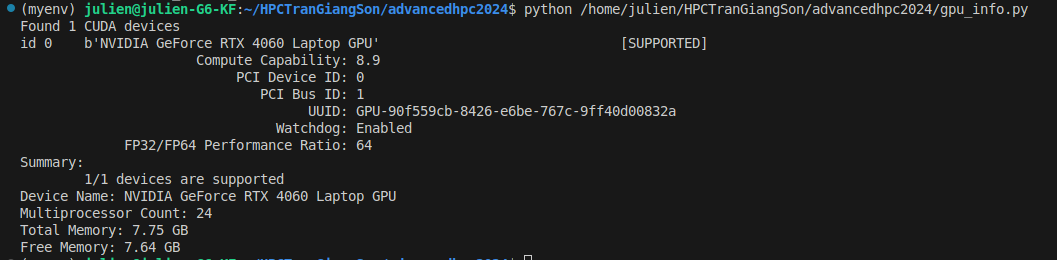 (myenv) julien@julien-G6-KF:~/HPCTranGiangSon/advancedhpc2024$ python /home/julien/HPCTranGiangSon/advancedhpc2024/gpu_info.py
Found 1 CUDA devices
id 0    b'NVIDIA GeForce RTX 4060 Laptop GPU'                              [SUPPORTED]
                      Compute Capability: 8.9
                           PCI Device ID: 0
                              PCI Bus ID: 1
                                    UUID: GPU-90f559cb-8426-e6be-767c-9ff40d00832a
                                Watchdog: Enabled
             FP32/FP64 Performance Ratio: 64
Summary:
        1/1 devices are supported
Device Name: NVIDIA GeForce RTX 4060 Laptop GPU
Multiprocessor Count: 24
Total Memory: 7.75 GB
Free Memory: 7.64 GB